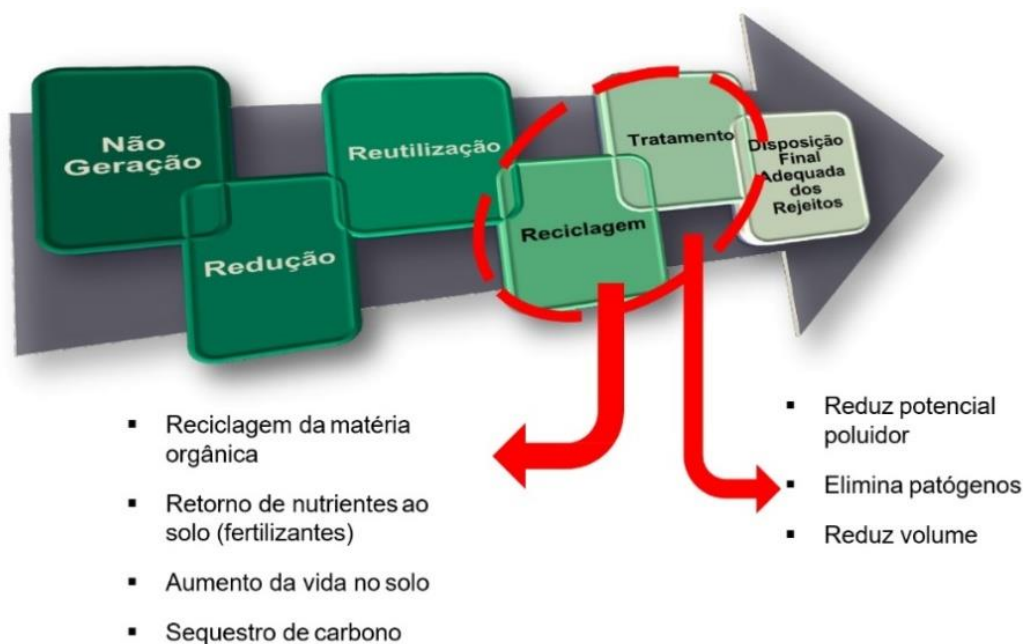 Não
Geração
Redução
Reutilização
Reciclagem
Tratamento
Disposição
Final
Adequada
dos
Rejeitos
▪ Reciclagem da matéria
orgânica
▪ Retorno de nutrientes ao
solo (fertilizantes)
▪ Aumento da vida no solo
▪ Sequestro de carbono
▪ Reduz potencial
poluidor
▪ Elimina patógenos
▪ Reduz volume